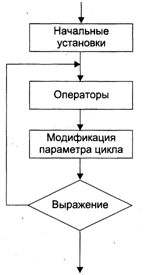 Начальные
установки
Операторы
Модификация
параметра цикла
Выражение